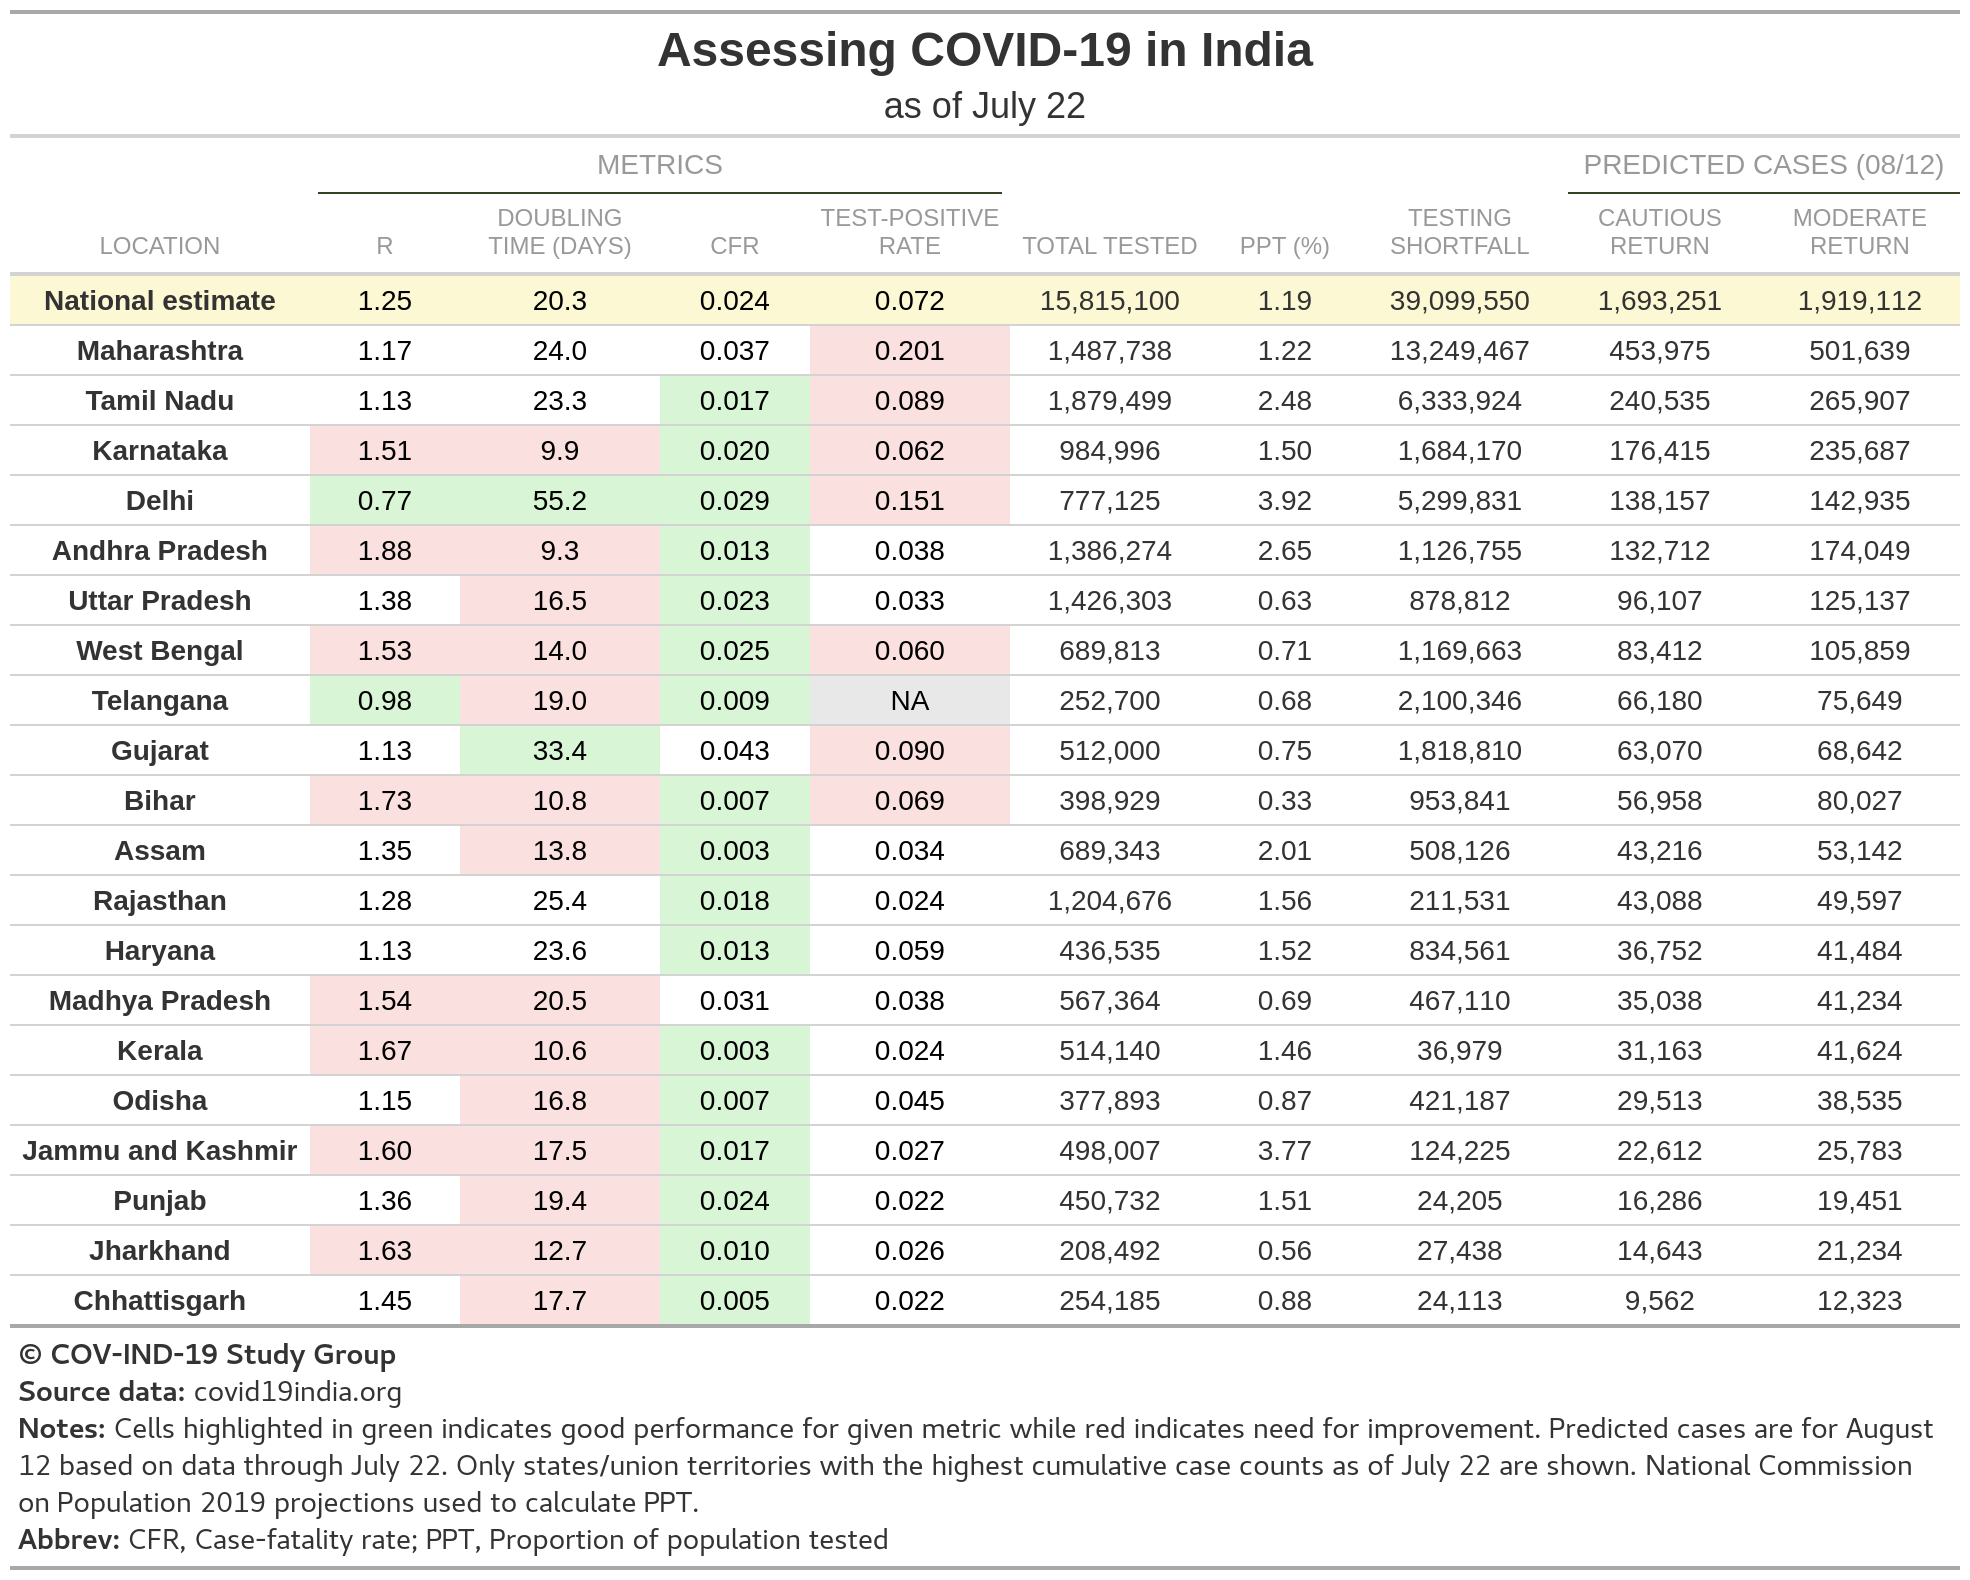 Assessing COVID-19 in India
as of July 22
METRICS PREDICTED CASES (08/12)
LOCATION R DOUBLING TIME (DAYS) CFR TEST-POSITIVE RATE TOTAL TESTED PPT (%) TESTING SHORTFALL CAUTIOUS RETURN MODERATE RETURN
National estimate 1.25 20.3 0.024 0.072 15,815,100 1.19 39,099,550 1,693,251 1,919,112
Maharashtra 1.17 24.0 0.037 0.201 1,487,738 1.22 13,249,467 453,975 501,639
Tamil Nadu 1.13 23.3 0.017 0.089 1,879,499 2.48 6,333,924 240,535 265,907
Karnataka 1.51 9.9 0.020 0.062 984,996 1.50 1,684,170 176,415 235,687
Delhi 0.77 55.2 0.029 0.151 777,125 3.92 5,299,831 138,157 142,935
Andhra Pradesh 1.88 9.3 0.013 0.038 1,386,274 2.65 1,126,755 132,712 174,049
Uttar Pradesh 1.38 16.5 0.023 0.033 1,426,303 0.63 878,812 96,107 125,137
West Bengal 1.53 14.0 0.025 0.060 689,813 0.71 1,169,663 83,412 105,859
Telangana 0.98 19.0 0.009 NA 252,700 0.68 2,100,346 66,180 75,649
Gujarat 1.13 33.4 0.043 0.090 512,000 0.75 1,818,810 63,070 68,642
Bihar 1.73 10.8 0.007 0.069 398,929 0.33 953,841 56,958 80,027
Assam 1.35 13.8 0.003 0.034 689,343 2.01 508,126 43,216 53,142
Rajasthan 1.28 25.4 0.018 0.024 1,204,676 1.56 211,531 43,088 49,597
Haryana 1.13 23.6 0.013 0.059 436,535 1.52 834,561 36,752 41,484
Madhya Pradesh 1.54 20.5 0.031 0.038 567,364 0.69 467,110 35,038 41,234
Kerala 1.67 10.6 0.003 0.024 514,140 1.46 36,979 31,163 41,624
Odisha 1.15 16.8 0.007 0.045 377,893 0.87 421,187 29,513 38,535
Jammu and Kashmir 1.60 17.5 0.017 0.027 498,007 3.77 124,225 22,612 25,783
Punjab 1.36 19.4 0.024 0.022 450,732 1.51 24,205 16,286 19,451
Jharkhand 1.63 12.7 0.010 0.026 208,492 0.56 27,438 14,643 21,234
Chhattisgarh 1.45 17.7 0.005 0.022 254,185 0.88 24,113 9,562 12,323
© COV-IND-19 Study Group
Source data: covid19india.org
Notes: Cells highlighted in green indicates good performance for given metric while red indicates need for improvement. Predicted cases are for August
12 based on data through July 22. Only states/union territories with the highest cumulative case counts as of July 22 are shown. National Commission
on Population 2019 projections used to calculate PPT.
Abbrev: CFR, Case-fatality rate; PPT, Proportion of population tested